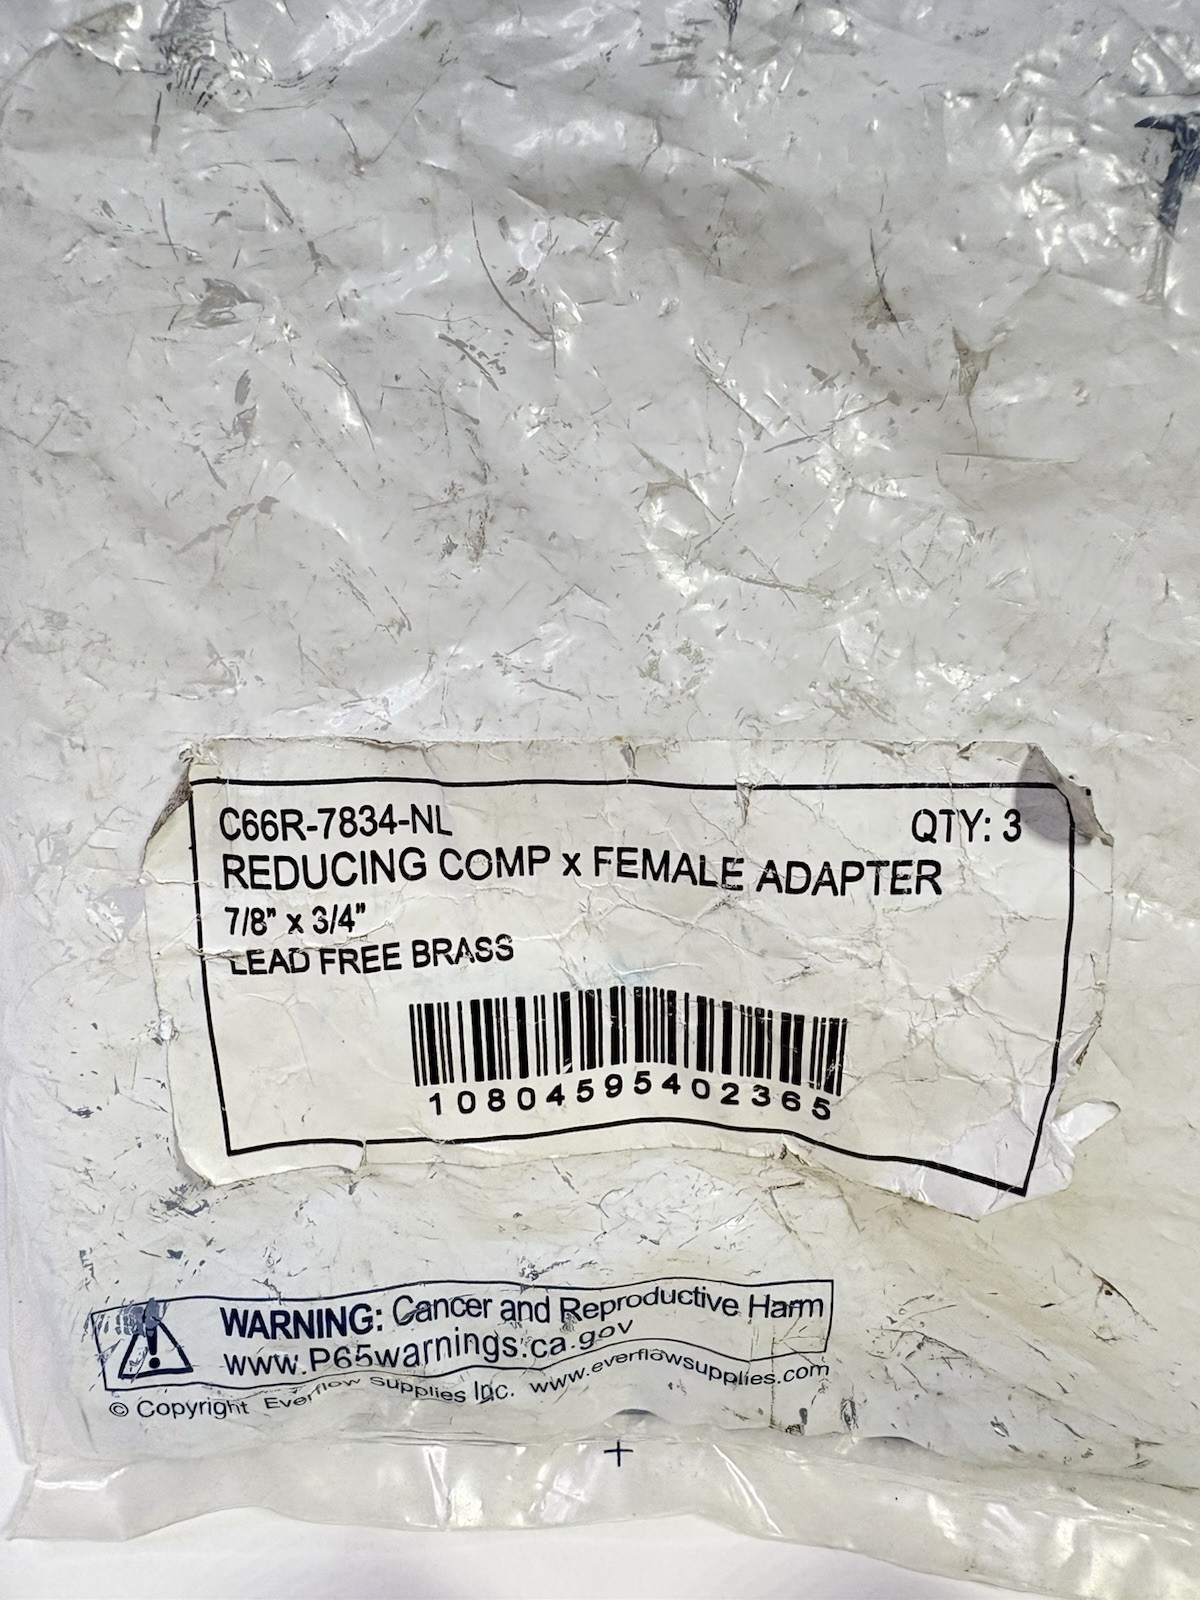 C66R-7834-NL QTY: 3
REDUCING COMP x FEMALE ADAPTER
7/8" x 3/4"
LEAD FREE BRASS
10804595402365
WARNING: Cancer and Reproductive Harm
www.P65warnings.ca.gov
© Copyright Everflow Supplies Inc. www.everflowsupplies.com